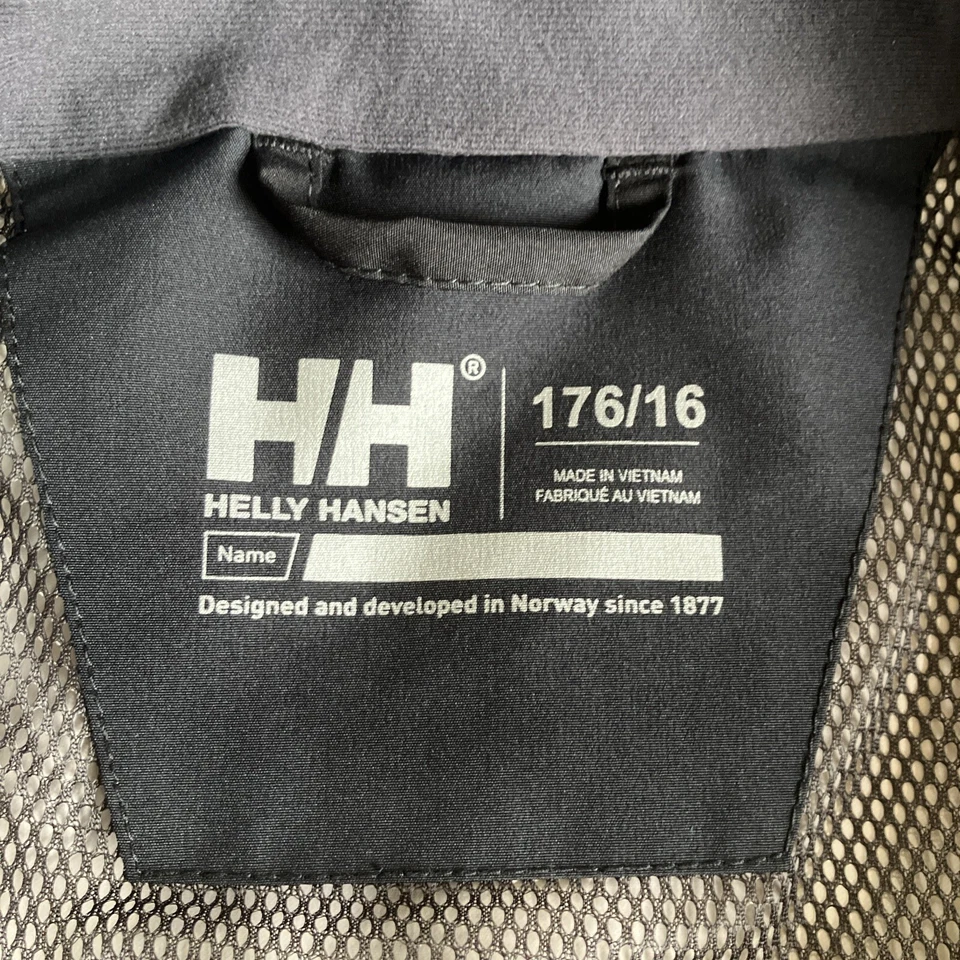 HH®
HELLY HANSEN
176/16
MADE IN VIETNAM
FABRIQUÉ AU VIETNAM
Name
Designed and developed in Norway since 1877